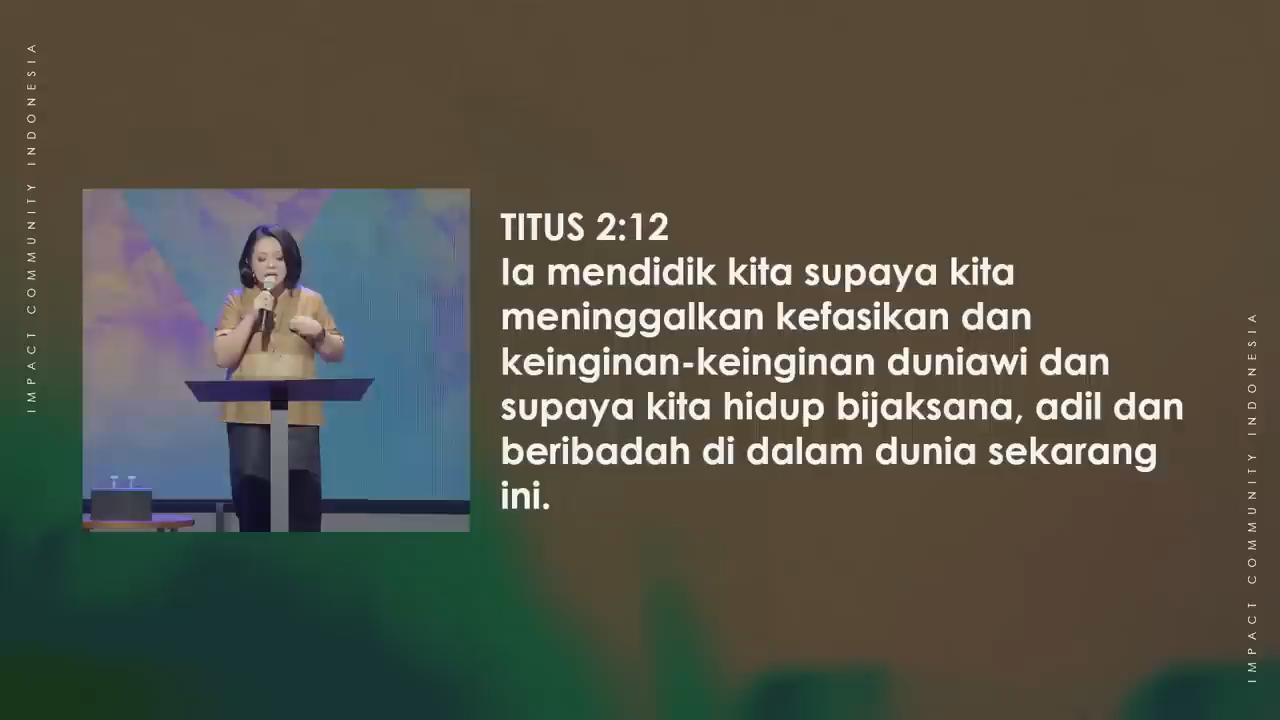 IMPACT COMMUNITY INDONESIA
TITUS 2:12
Ia mendidik kita supaya kita
meninggalkan kefasikan dan
keinginan-keinginan duniawi dan
supaya kita hidup bijaksana, adil dan
beribadah di dalam dunia sekarang
ini.
IMPACT COMMUNITY INDONESIA